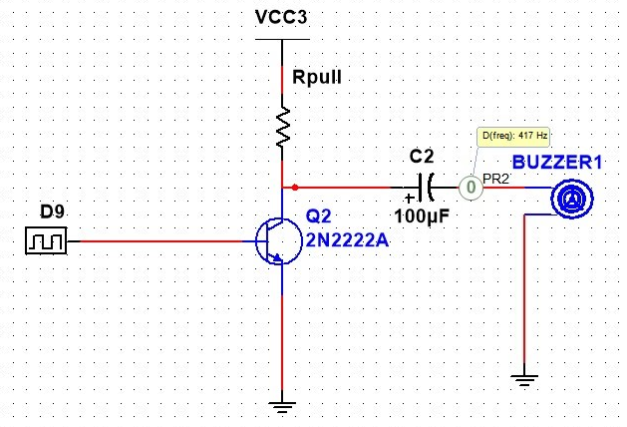 VCC3
Rpull
D(freq): 417 Hz
C2
BUZZER1
0
PR2
A
+
100µF
D9
Q2
2N2222A